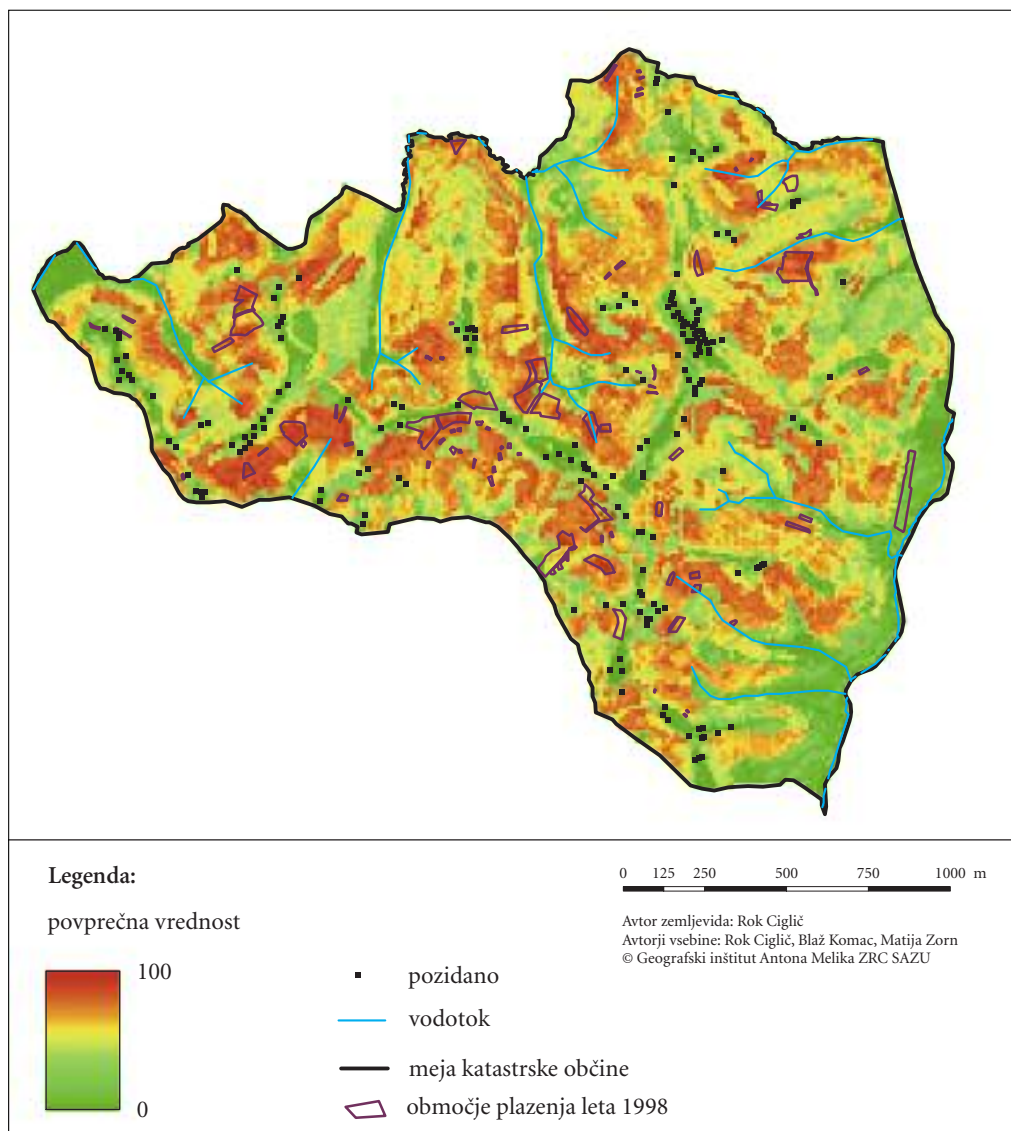 Legenda:
povprečna vrednost
100
0
pozidano
vodotok
meja katastrske občine
območje plazenja leta 1998
0 125 250 500 750 1000 m
Avtor zemljevida: Rok Ciglič
Avtorji vsebine: Rok Ciglič, Blaž Komac, Matija Zorn
© Geografski inštitut Antona Melika ZRC SAZU